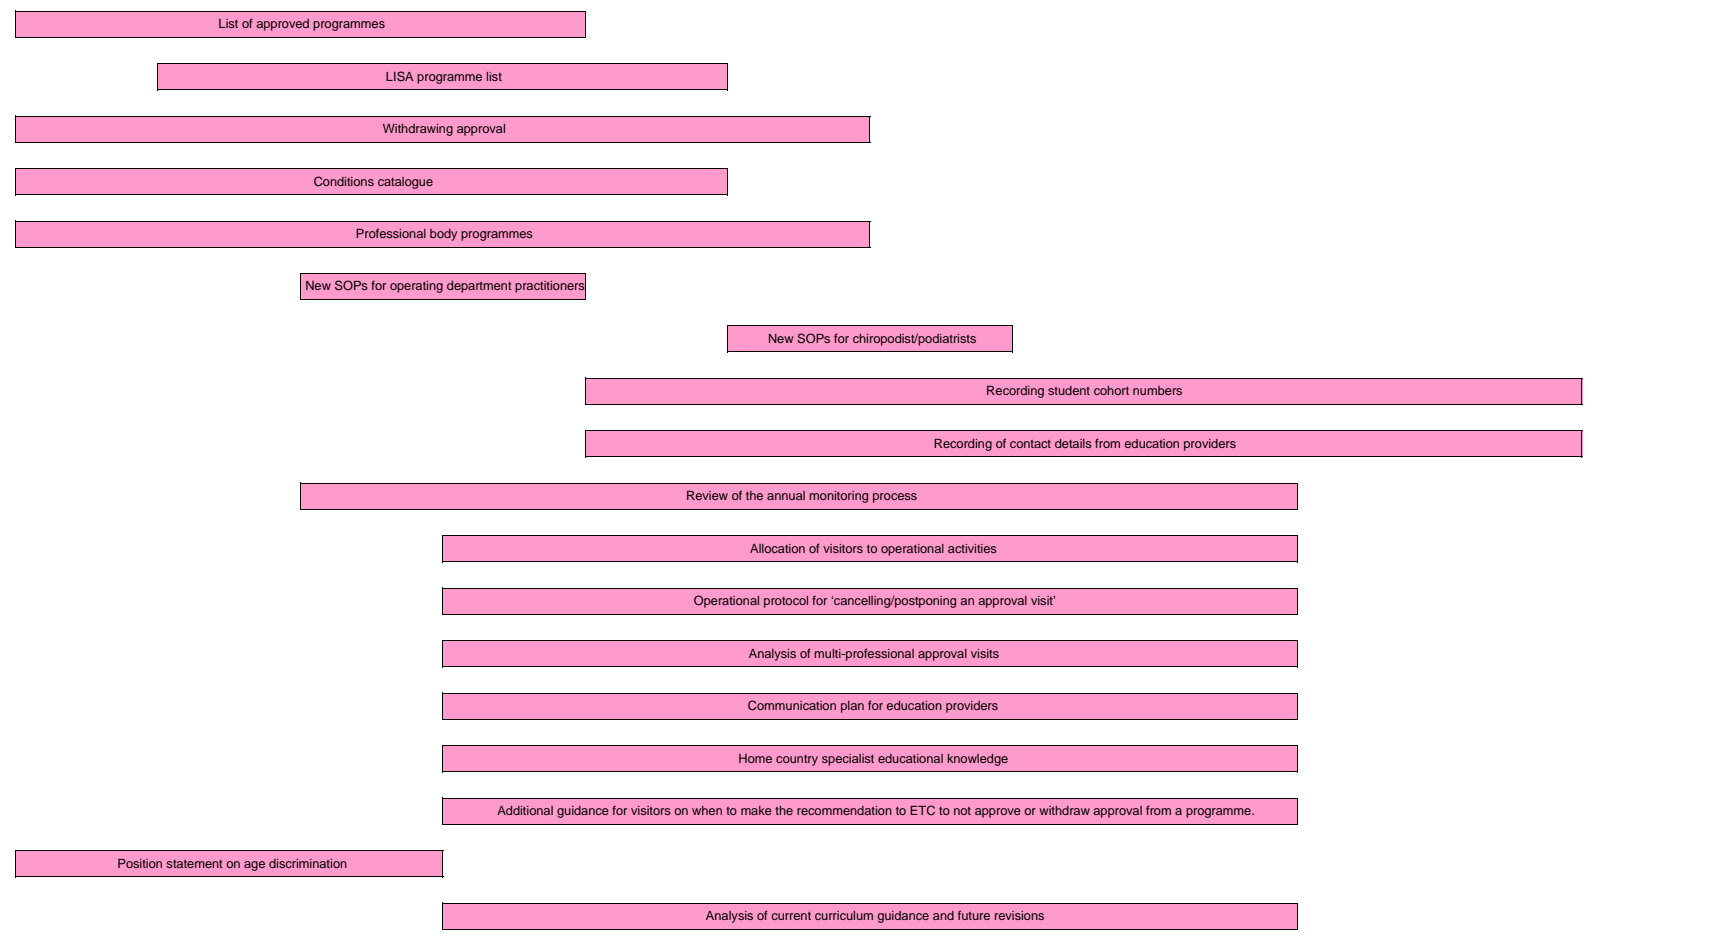 List of approved programmes
LISA programme list
Withdrawing approval
Conditions catalogue
Professional body programmes
New SOPs for operating department practitioners
New SOPs for chiropodist/podiatrists
Recording student cohort numbers
Recording of contact details from education providers
Review of the annual monitoring process
Allocation of visitors to operational activities
Operational protocol for ‘cancelling/postponing an approval visit’
Analysis of multi-professional approval visits
Communication plan for education providers
Home country specialist educational knowledge
Additional guidance for visitors on when to make the recommendation to ETC to not approve or withdraw approval from a programme.
Position statement on age discrimination
Analysis of current curriculum guidance and future revisions